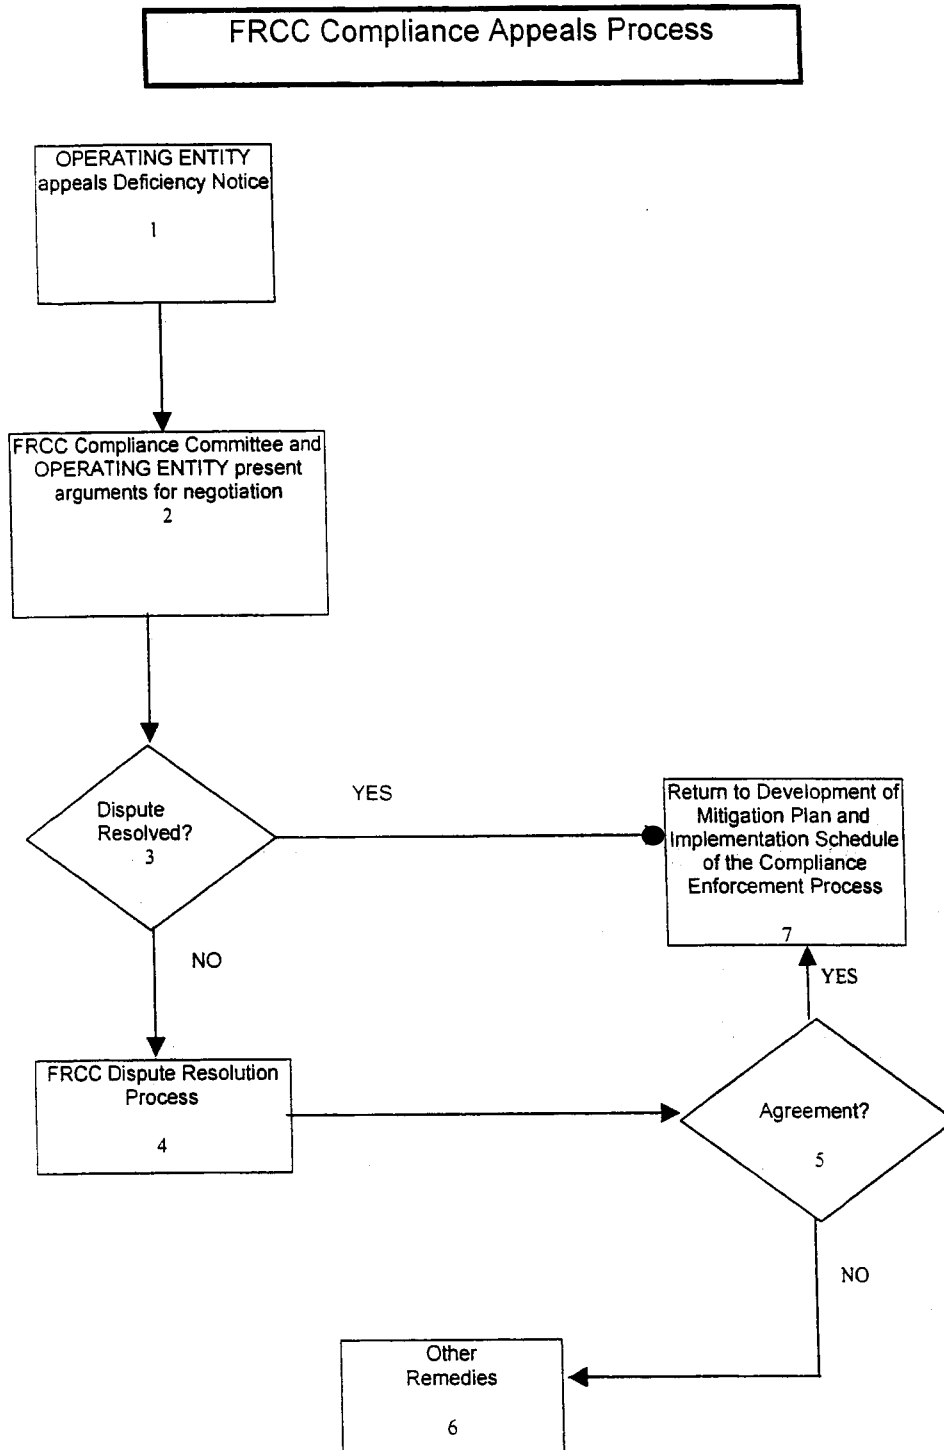 FRCC Compliance Appeals Process
OPERATING ENTITY
appeals Deficiency Notice
1
FRCC Compliance Committee and
OPERATING ENTITY present
arguments for negotiation
2
Dispute
Resolved?
3
YES
NO
Return to Development of
Mitigation Plan and
Implementation Schedule
of the Compliance
Enforcement Process
7
YES
FRCC Dispute Resolution
Process
4
Agreement?
5
NO
Other
Remedies
6